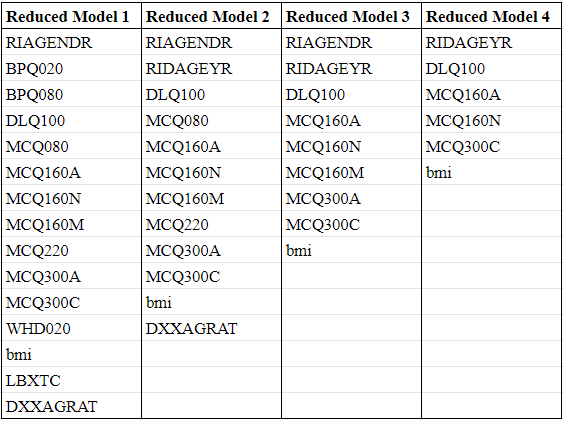 Reduced Model 1 Reduced Model 2 Reduced Model 3 Reduced Model 4
RIAGENDR RIAGENDR RIAGENDR RIDAGEYR
BPQ020 RIDAGEYR RIDAGEYR DLQ100
BPQ080 DLQ100 DLQ100 MCQ160A
DLQ100 MCQ080 MCQ160A MCQ160N
MCQ080 MCQ160A MCQ160N MCQ300C
MCQ160A MCQ160N MCQ160M bmi
MCQ160N MCQ160M MCQ300A
MCQ160M MCQ220 MCQ300C
MCQ220 MCQ300A bmi
MCQ300A MCQ300C
MCQ300C bmi
WHD020 DXXAGRAT
bmi
LBXTC
DXXAGRAT